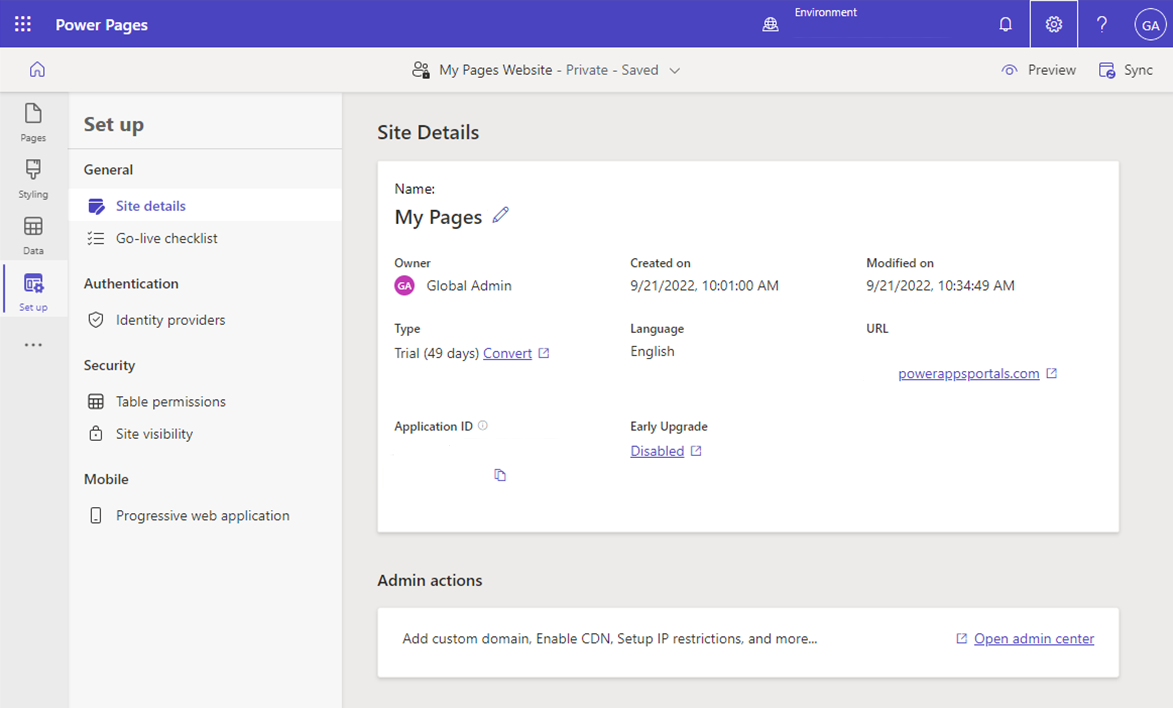 Power Pages
Environment
GA
My Pages Website - Private - Saved
Preview
Sync
Pages
Styling
Data
Set up
Set up
General
Site details
Go-live checklist
Authentication
Identity providers
Security
Table permissions
Site visibility
Mobile
Progressive web application
Site Details
Name:
My Pages
Owner
GA Global Admin
Created on
9/21/2022, 10:01:00 AM
Modified on
9/21/2022, 10:34:49 AM
Type
Trial (49 days) Convert
Language
English
URL
powerappsportals.com
Application ID
Early Upgrade
Disabled
Admin actions
Add custom domain, Enable CDN, Setup IP restrictions, and more...
Open admin center